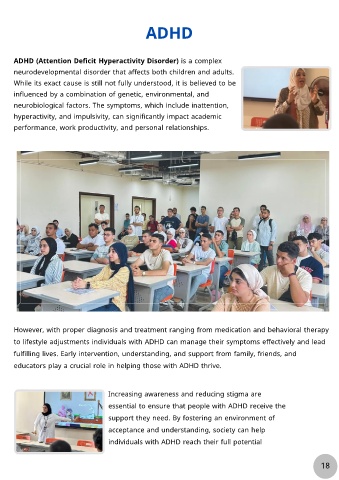 ADHD
ADHD (Attention Deficit Hyperactivity Disorder) is a complex
neurodevelopmental disorder that affects both children and adults.
While its exact cause is still not fully understood, it is believed to be
influenced by a combination of genetic, environmental, and
neurobiological factors. The symptoms, which include inattention,
hyperactivity, and impulsivity, can significantly impact academic
performance, work productivity, and personal relationships.
However, with proper diagnosis and treatment ranging from medication and behavioral therapy
to lifestyle adjustments individuals with ADHD can manage their symptoms effectively and lead
fulfilling lives. Early intervention, understanding, and support from family, friends, and
educators play a crucial role in helping those with ADHD thrive.
Increasing awareness and reducing stigma are
essential to ensure that people with ADHD receive the
support they need. By fostering an environment of
acceptance and understanding, society can help
individuals with ADHD reach their full potential
18